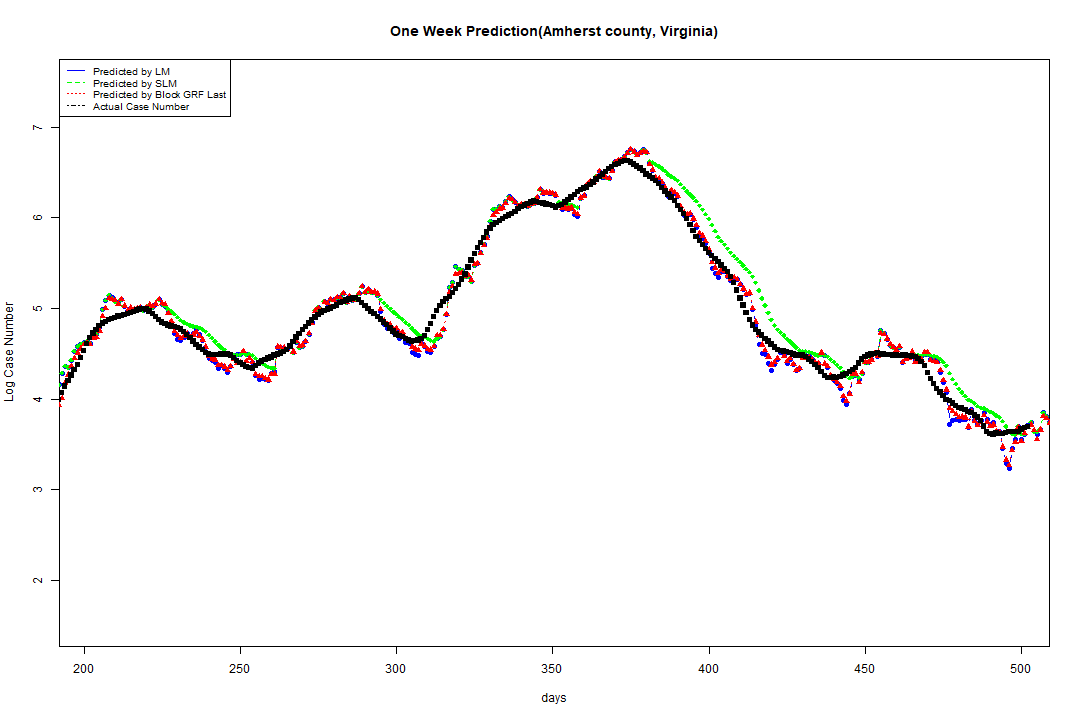 One Week Prediction(Amherst county, Virginia)
Predicted by LM
Predicted by SLM
Predicted by Block GRF Last
Actual Case Number
Log Case Number
7
6
5
4
3
2
200 250 300 350 400 450 500
days